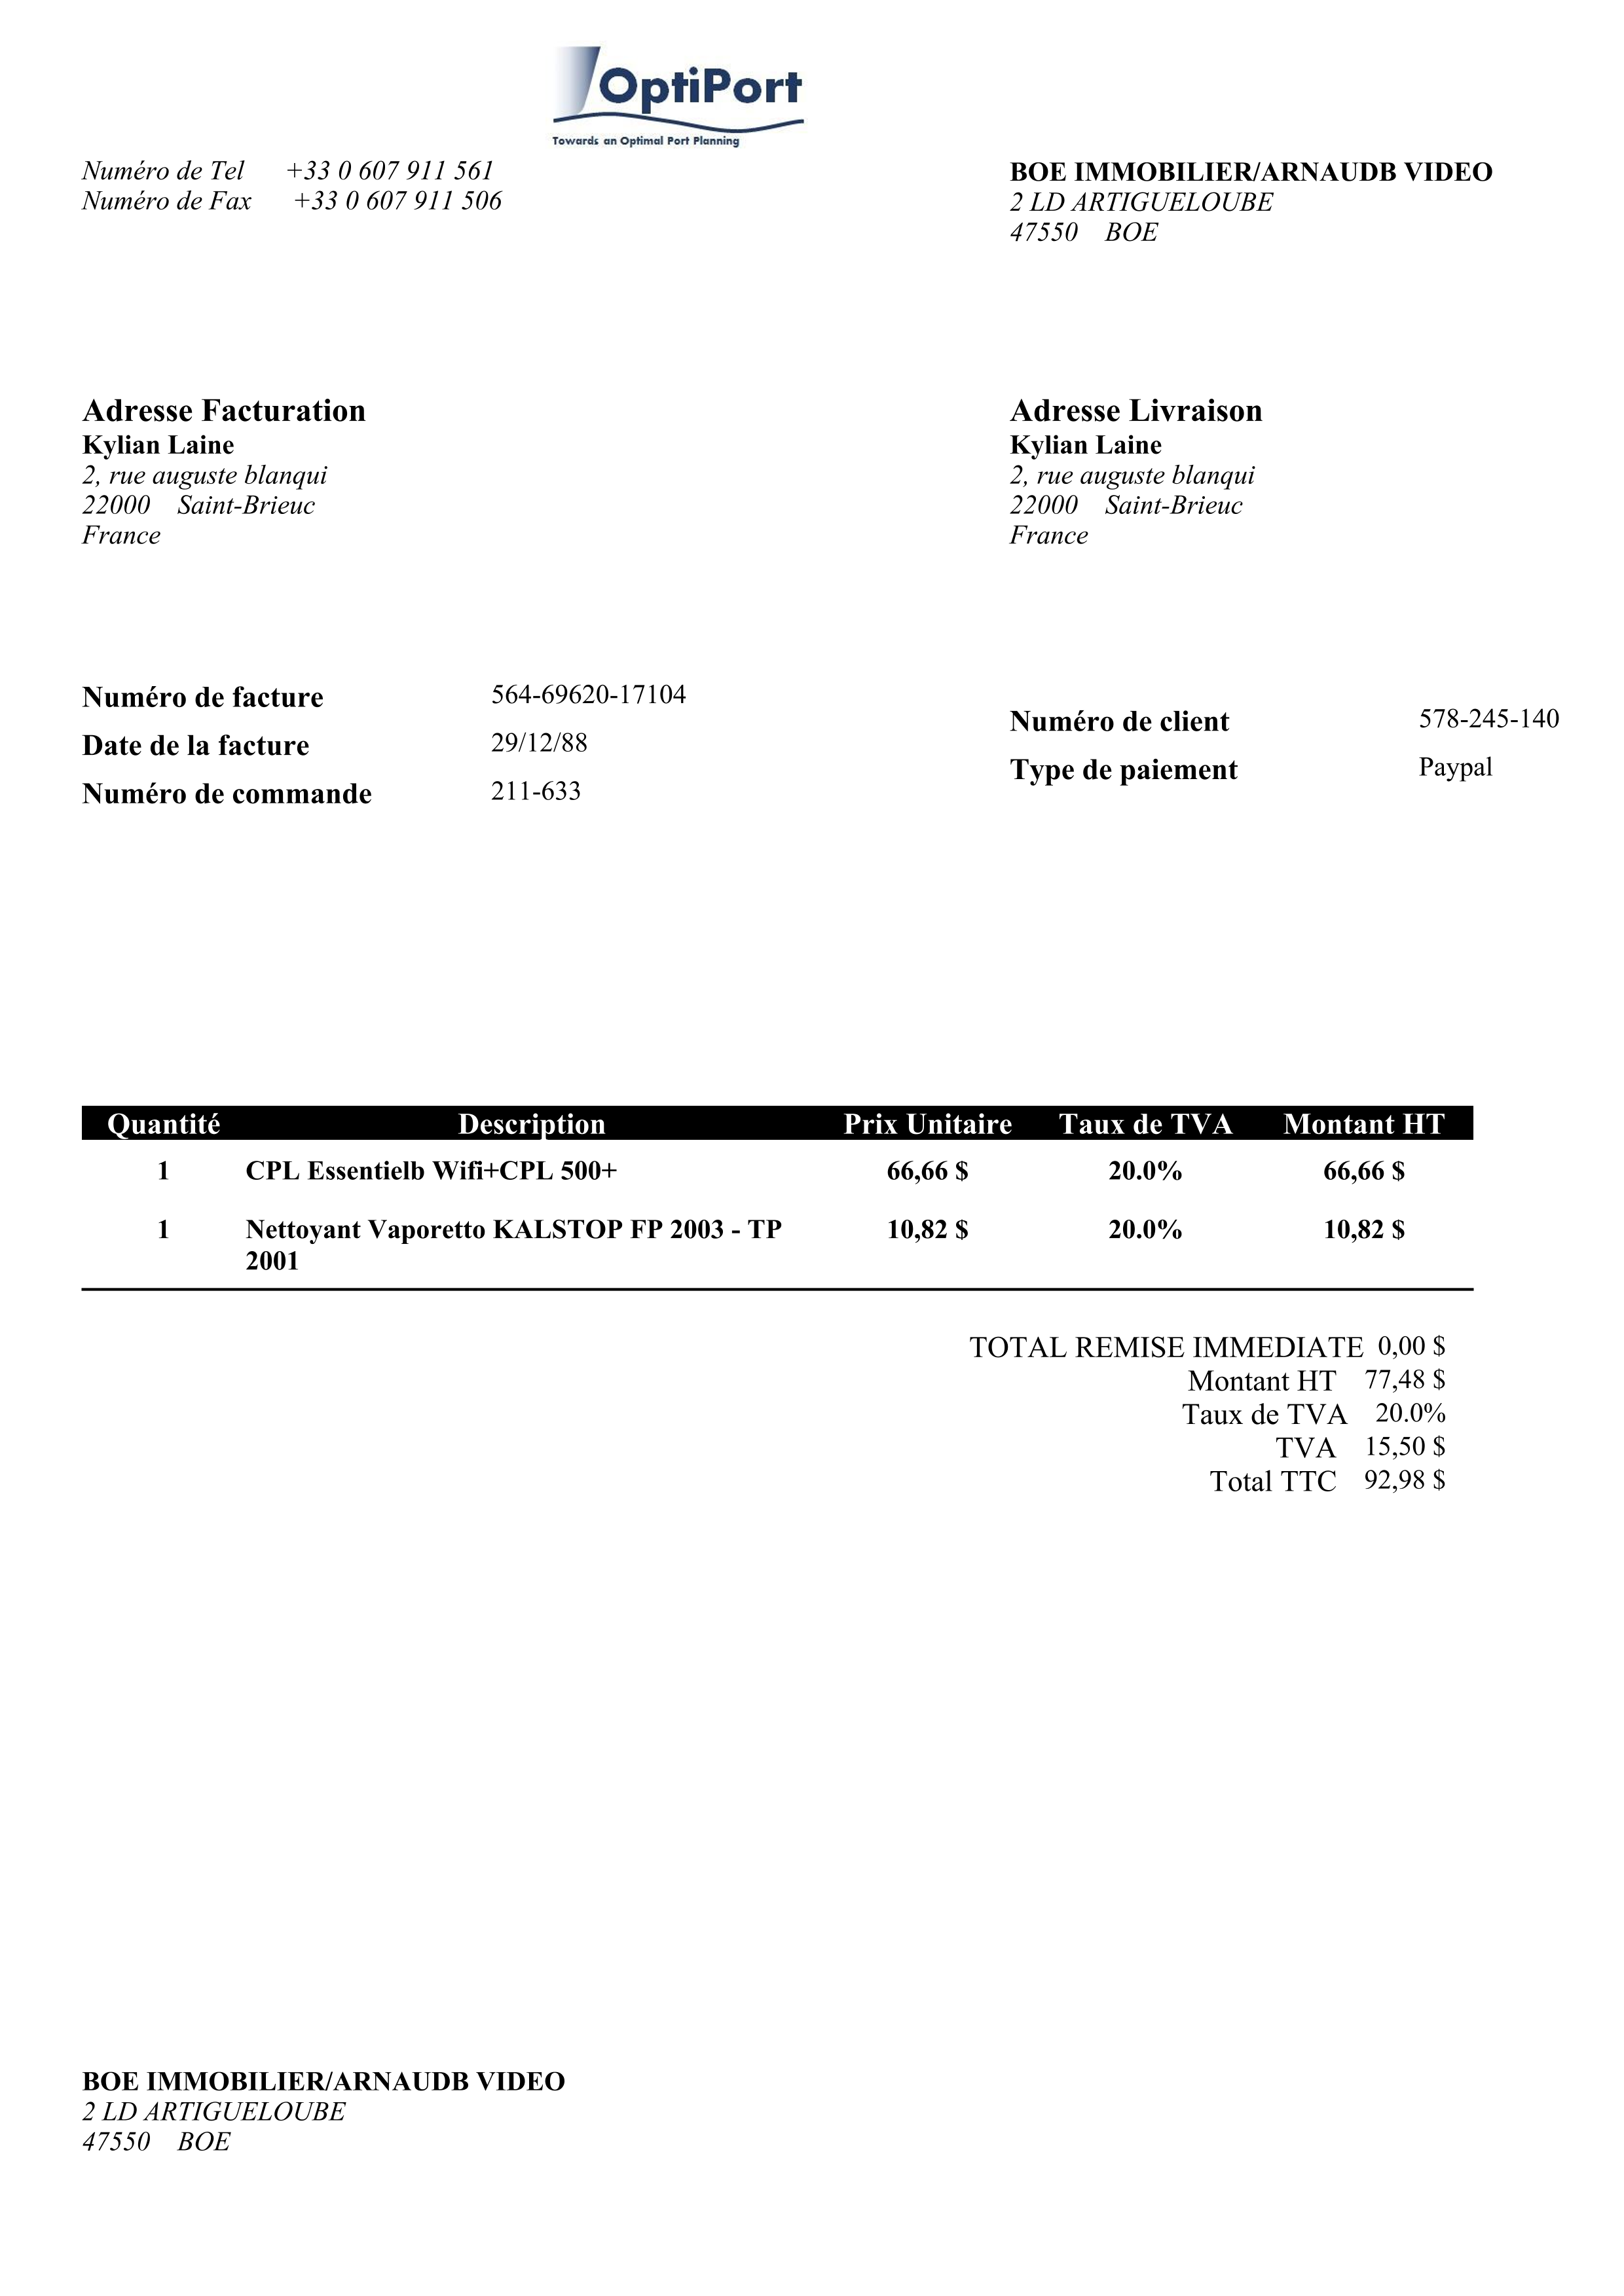 OptiPort
Towards an Optimal Port Planning
Numéro de Tel +33 0 607 911 561
Numéro de Fax +33 0 607 911 506
BOE IMMOBILIER/ARNAUDB VIDEO
2 LD ARTIGUELOUBE
47550 BOE
Adresse Facturation
Kylian Laine
2, rue auguste blanqui
22000 Saint-Brieuc
France
Adresse Livraison
Kylian Laine
2, rue auguste blanqui
22000 Saint-Brieuc
France
Numéro de facture 564-69620-17104
Date de la facture 29/12/88
Numéro de commande 211-633
Numéro de client 578-245-140
Type de paiement Paypal
Quantité Description Prix Unitaire Taux de TVA Montant HT
1 CPL Essentielb Wifi+CPL 500+ 66,66 $ 20.0% 66,66 $
1 Nettoyant Vaporetto KALSTOP FP 2003 - TP 10,82 $ 20.0% 10,82 $
2001
TOTAL REMISE IMMEDIATE 0,00 $
Montant HT 77,48 $
Taux de TVA 20.0%
TVA 15,50 $
Total TTC 92,98 $
BOE IMMOBILIER/ARNAUDB VIDEO
2 LD ARTIGUELOUBE
47550 BOE